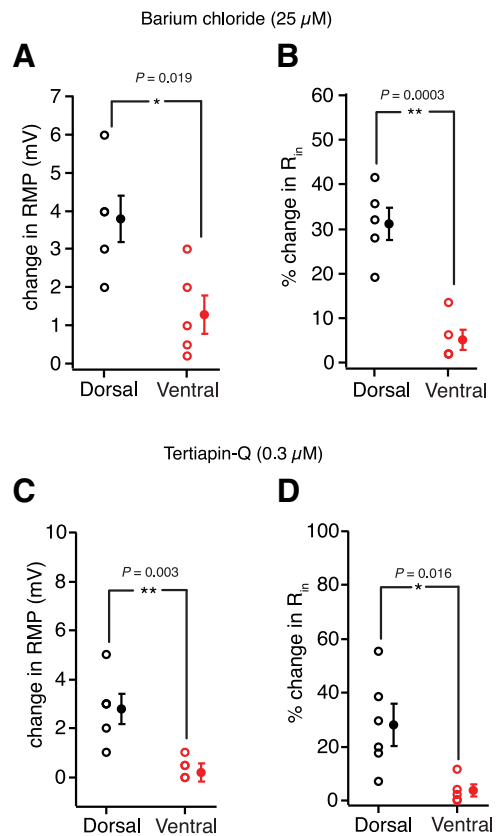 Barium chloride (25 µM)
A
B
P = 0.019
*
change in RMP (mV)
7
6
5
4
3
2
1
0
Dorsal Ventral
P = 0.0003
**
% change in Rin
60
50
40
30
20
10
0
Dorsal Ventral
Tertiapin-Q (0.3 µM)
C
D
P = 0.003
**
change in RMP (mV)
10
8
6
4
2
0
Dorsal Ventral
P = 0.016
*
% change in Rin
100
80
60
40
20
0
Dorsal Ventral